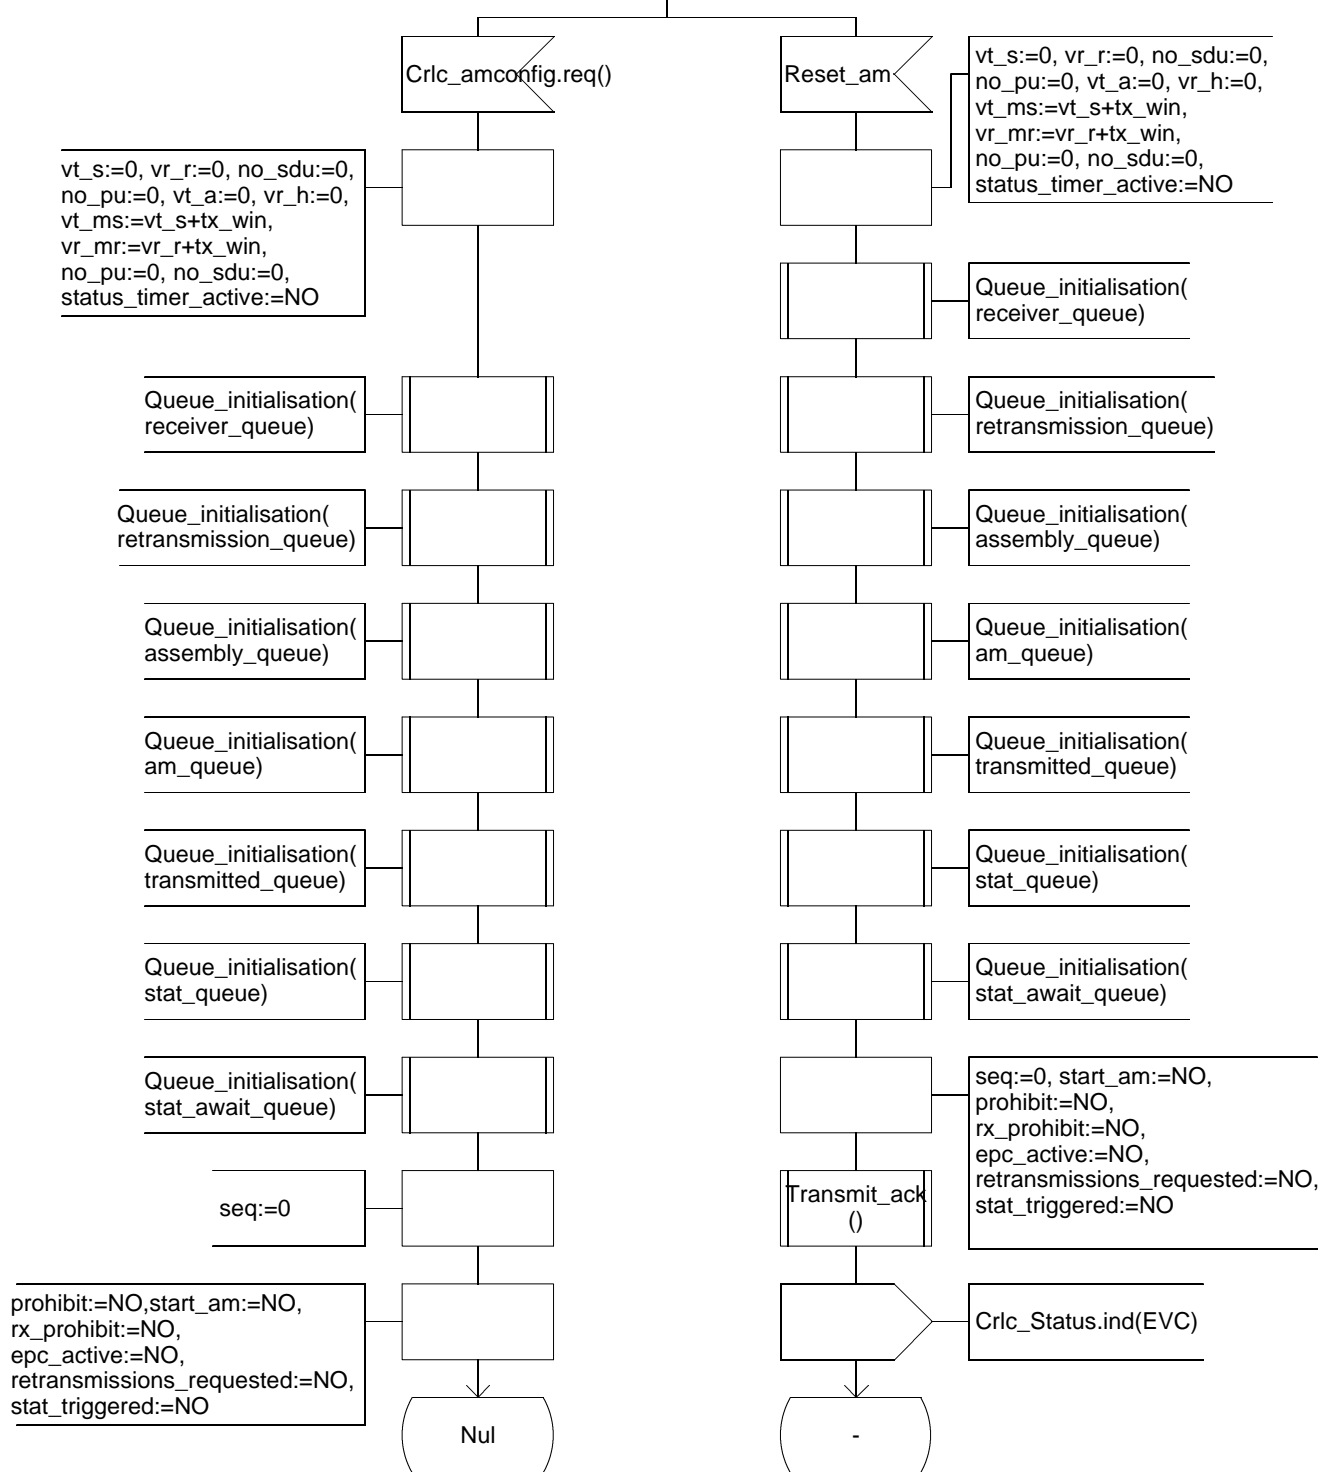 Crlc_amconfig.req()
vt_s:=0, vr_r:=0, no_sdu:=0,
no_pu:=0, vt_a:=0, vr_h:=0,
vt_ms:=vt_s+tx_win,
vr_mr:=vr_r+tx_win,
no_pu:=0, no_sdu:=0,
status_timer_active:=NO
Queue_initialisation(
receiver_queue)
Queue_initialisation(
retransmission_queue)
Queue_initialisation(
assembly_queue)
Queue_initialisation(
am_queue)
Queue_initialisation(
transmitted_queue)
Queue_initialisation(
stat_queue)
Queue_initialisation(
stat_await_queue)
seq:=0
prohibit:=NO,start_am:=NO,
rx_prohibit:=NO,
epc_active:=NO,
retransmissions_requested:=NO,
stat_triggered:=NO
Nul
Reset_am
vt_s:=0, vr_r:=0, no_sdu:=0,
no_pu:=0, vt_a:=0, vr_h:=0,
vt_ms:=vt_s+tx_win,
vr_mr:=vr_r+tx_win,
no_pu:=0, no_sdu:=0,
status_timer_active:=NO
Queue_initialisation(
receiver_queue)
Queue_initialisation(
retransmission_queue)
Queue_initialisation(
assembly_queue)
Queue_initialisation(
am_queue)
Queue_initialisation(
transmitted_queue)
Queue_initialisation(
stat_queue)
Queue_initialisation(
stat_await_queue)
seq:=0, start_am:=NO,
prohibit:=NO,
rx_prohibit:=NO,
epc_active:=NO,
retransmissions_requested:=NO,
stat_triggered:=NO
Transmit_ack
()
Crlc_Status.ind(EVC)
-